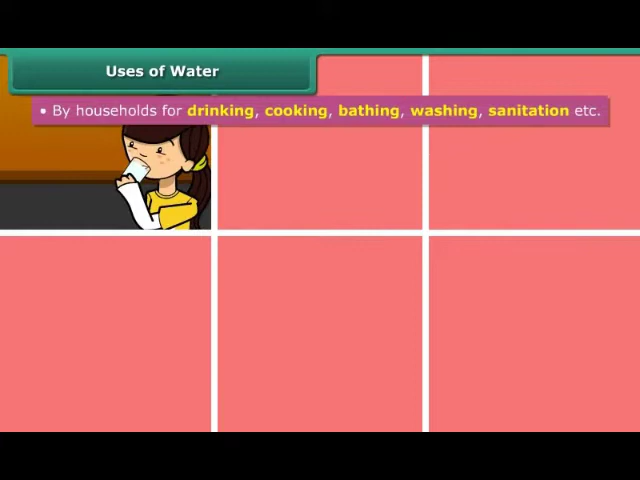 Uses of Water
• By households for drinking, cooking, bathing, washing, sanitation etc.